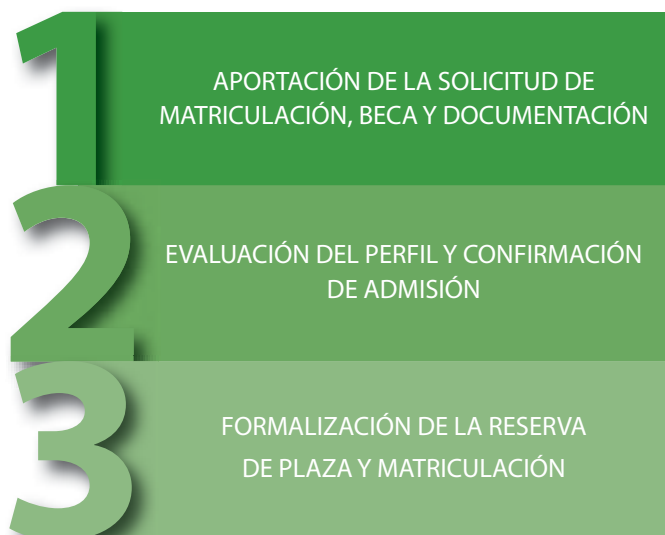 1
APORTACIÓN DE LA SOLICITUD DE
MATRICULACIÓN, BECA Y DOCUMENTACIÓN
2
EVALUACIÓN DEL PERFIL Y CONFIRMACIÓN
DE ADMISIÓN
3
FORMALIZACIÓN DE LA RESERVA
DE PLAZA Y MATRICULACIÓN